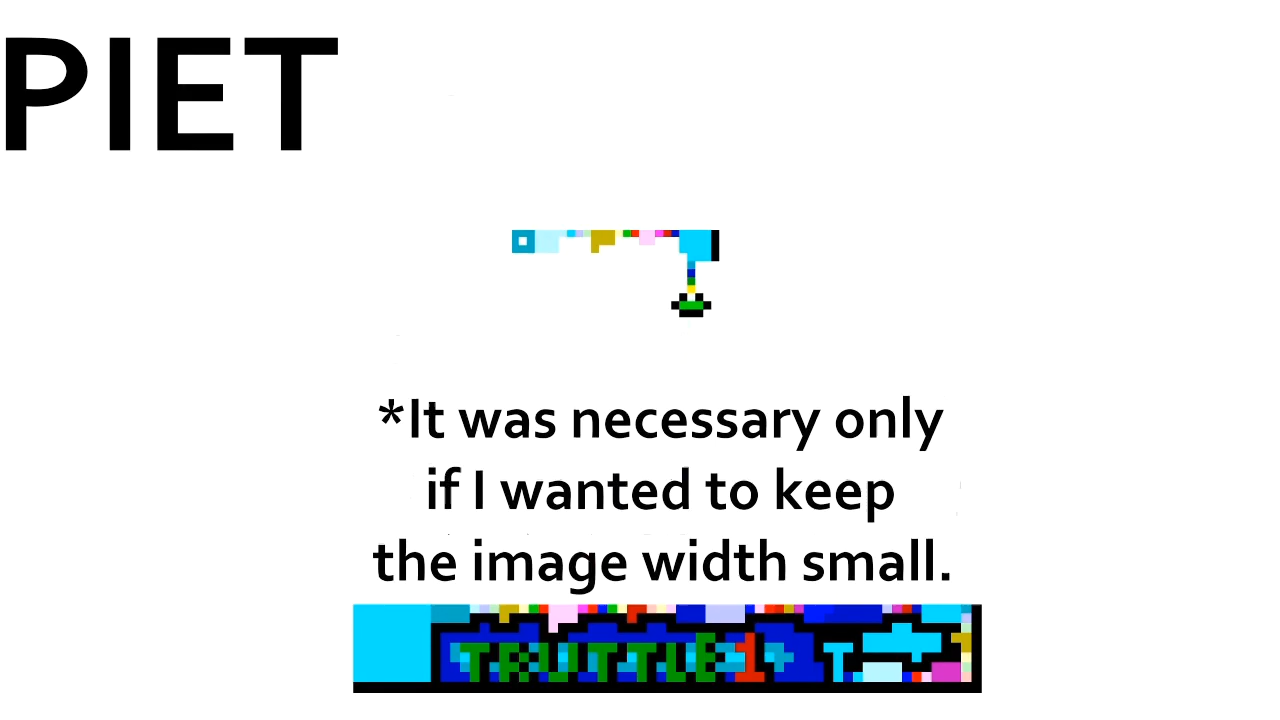 PIET
*It was necessary only
if I wanted to keep
the image width small.
TRUTTLE1